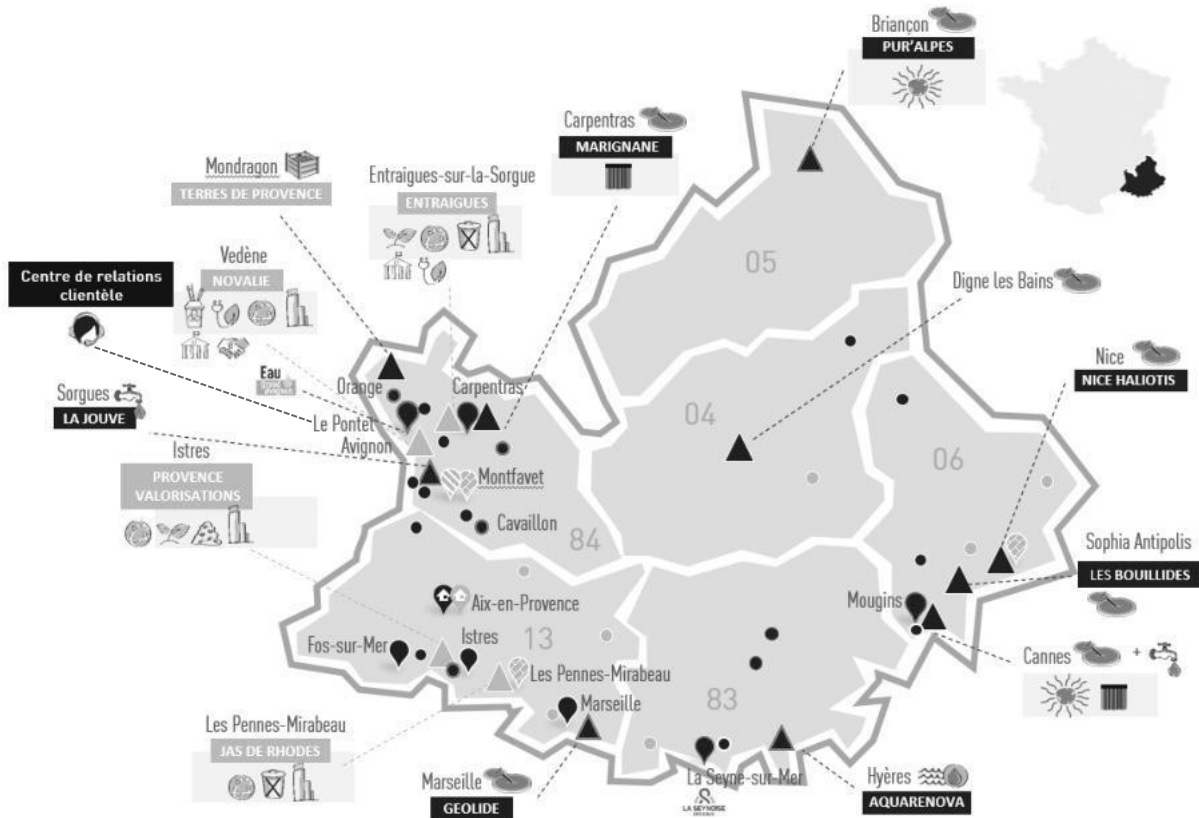 Briançon
PUR'ALPES
Carpentras
MARIGNANE
Mondragon
TERRES DE PROVENCE
Entraigues-sur-la-Sorgue
ENTRAIGUES
Vedène
NOVALIE
Centre de relations
clientèle
05
Digne les Bains
Nice
NICE HALIOTIS
Eau
Orange
Carpentras
Sorgues
LA JOUVE
Le Pontet
Avignon
04
06
Istres
PROVENCE
VALORISATIONS
Montfavet
Cavaillon
84
Sophia Antipolis
LES BOUILLIDES
Mougins
Aix-en-Provence
Fos-sur-Mer
Istres
13
Cannes
+
Les Pennes-Mirabeau
Marseille
83
Les Pennes-Mirabeau
JAS DE RHODES
Marseille
GEOLIDE
La Seyne-sur-Mer
LA SEYNOISE
Hyères
AQUARENOVA